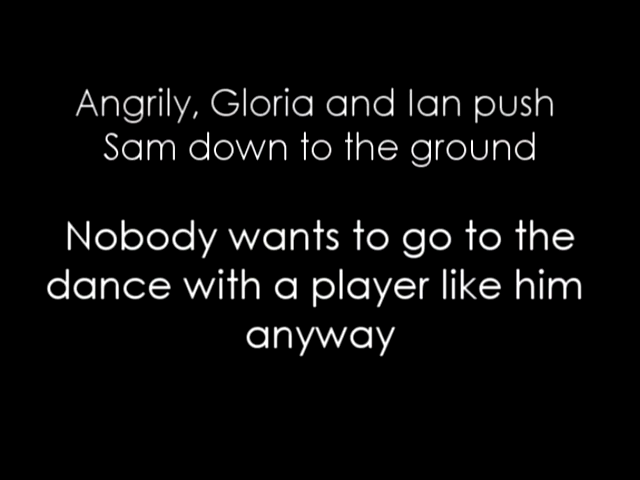 Angrily, Gloria and Ian push
Sam down to the ground
Nobody wants to go to the
dance with a player like him
anyway